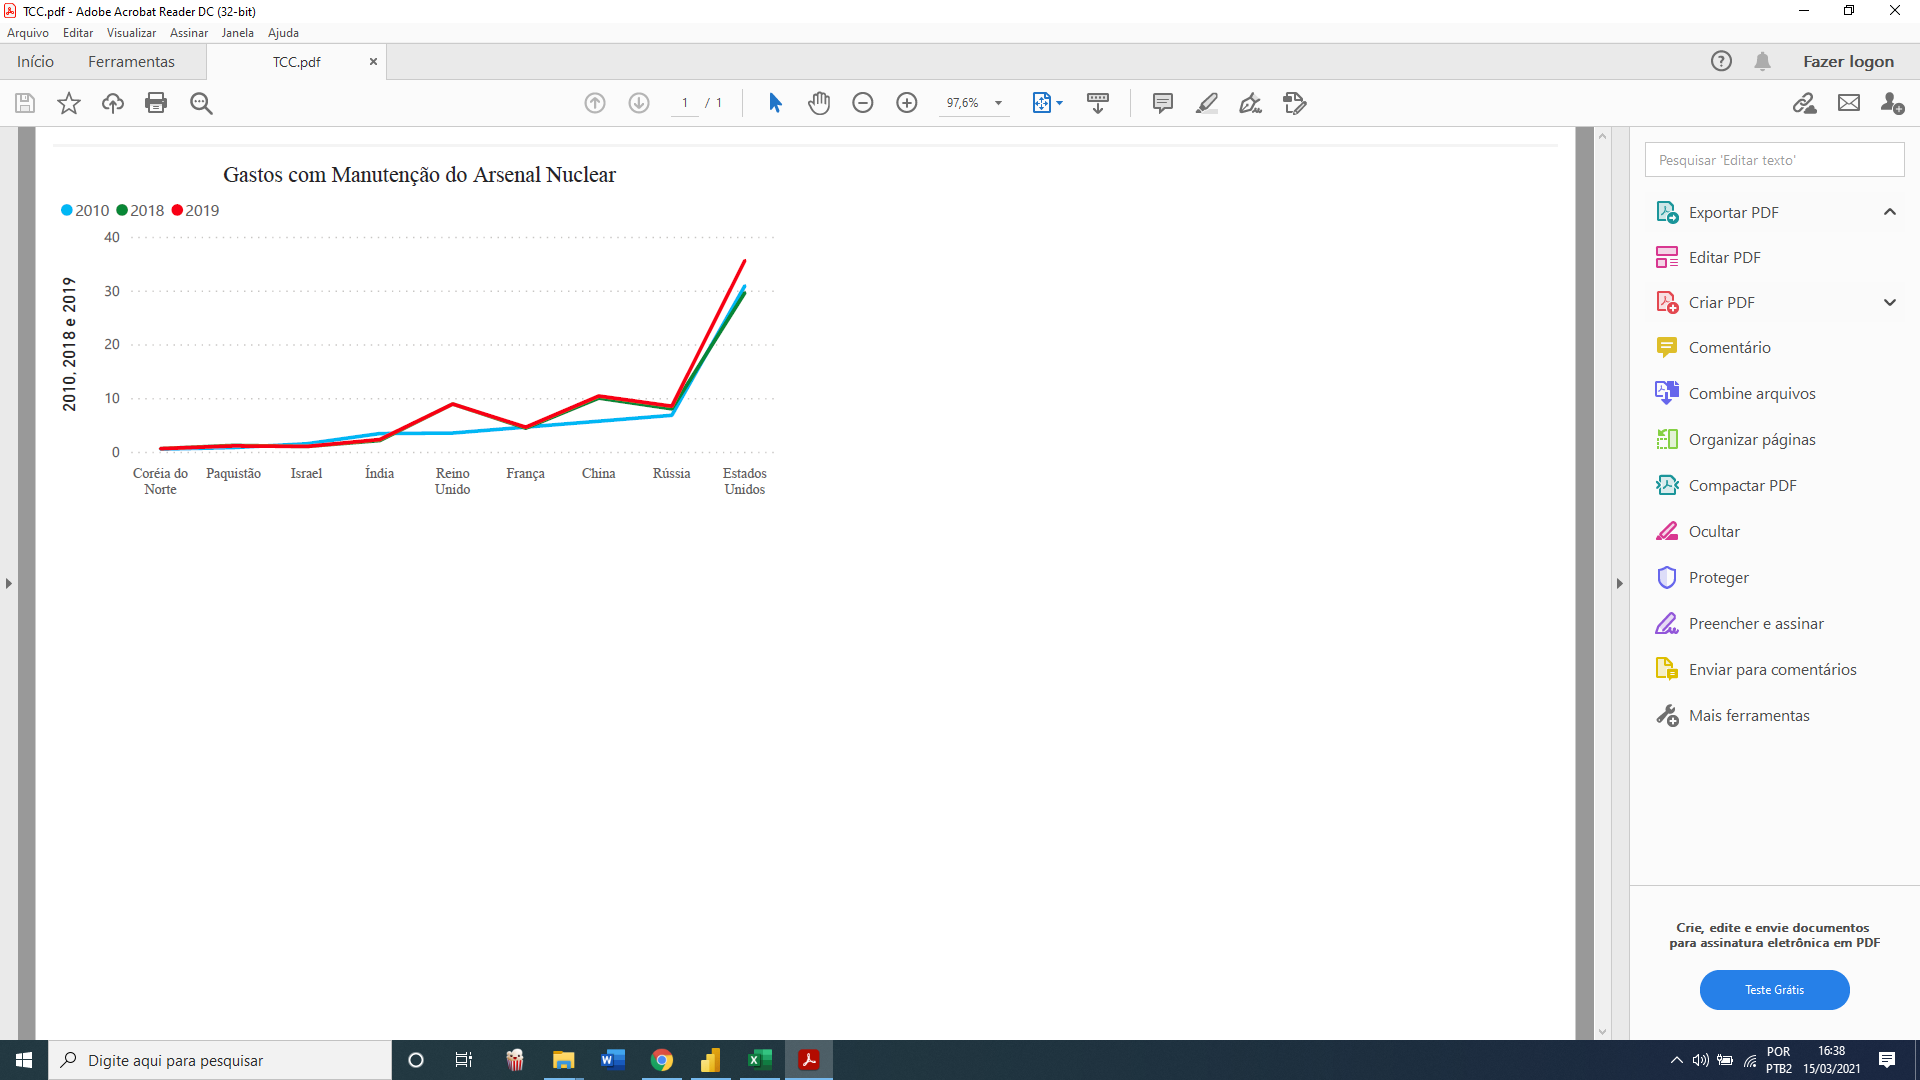 TCC.pdf - Adobe Acrobat Reader DC (32-bit)
Arquivo Editar Visualizar Assinar Janela Ajuda
Início Ferramentas TCC.pdf Fazer logon
1 / 1 97,6%
Gastos com Manutenção do Arsenal Nuclear
2010 2018 2019
2010, 2018 e 2019
40
30
20
10
0
Coréia do Norte
Paquistão
Israel
Índia
Reino Unido
França
China
Rússia
Estados Unidos
Pesquisar 'Editar texto'
Exportar PDF
Editar PDF
Criar PDF
Comentário
Combine arquivos
Organizar páginas
Compactar PDF
Ocultar
Proteger
Preencher e assinar
Enviar para comentários
Mais ferramentas
Crie, edite e envie documentos
para assinatura eletrônica em PDF
Teste Grátis
Digite aqui para pesquisar
POR
PTB2
16:38
15/03/2021